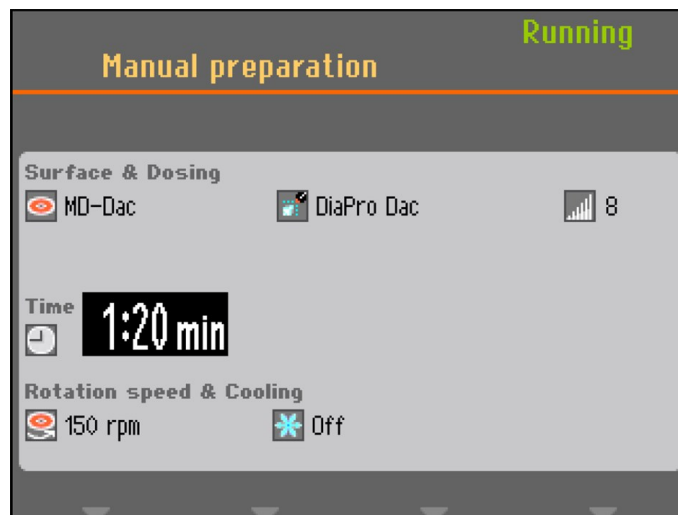 Running
Manual preparation
Surface & Dosing
MD-Dac DiaPro Dac 8
Time
1:20 min
Rotation speed & Cooling
150 rpm Off